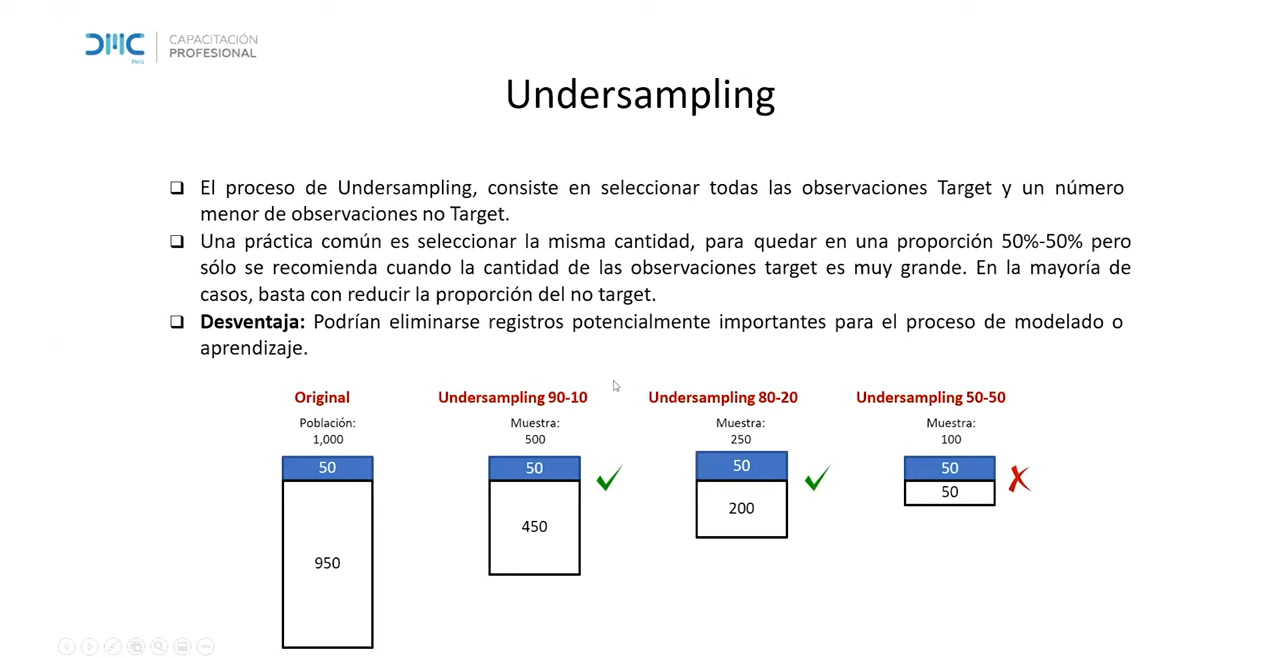 DMC
Perú
CAPACITACIÓN
PROFESIONAL
Undersampling
El proceso de Undersampling, consiste en seleccionar todas las observaciones Target y un número
menor de observaciones no Target.
Una práctica común es seleccionar la misma cantidad, para quedar en una proporción 50%-50% pero
sólo se recomienda cuando la cantidad de las observaciones target es muy grande. En la mayoría de
casos, basta con reducir la proporción del no target.
Desventaja: Podrían eliminarse registros potencialmente importantes para el proceso de modelado o
aprendizaje.
Original
Población:
1,000
50
950
Undersampling 90-10
Muestra:
500
50
450
Undersampling 80-20
Muestra:
250
50
200
Undersampling 50-50
Muestra:
100
50
50